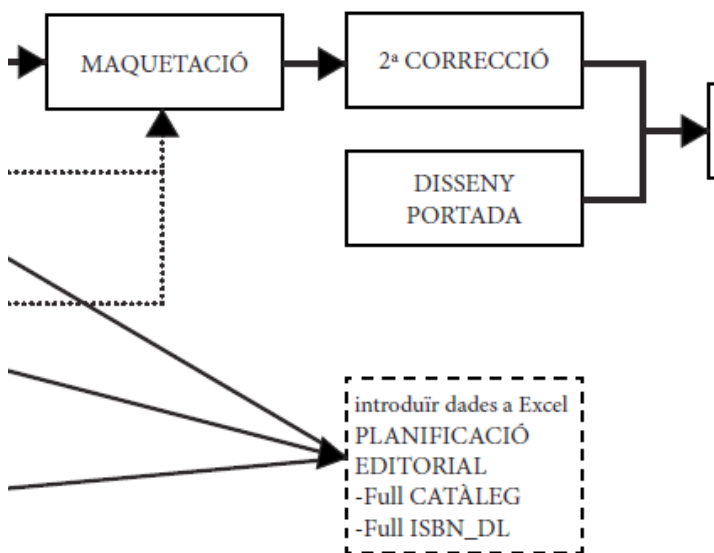 MAQUETACIÓ
2ª CORRECCIÓ
DISSENY
PORTADA
introduïr dades a Excel
PLANIFICACIÓ
EDITORIAL
-Full CATÀLEG
-Full ISBN_DL